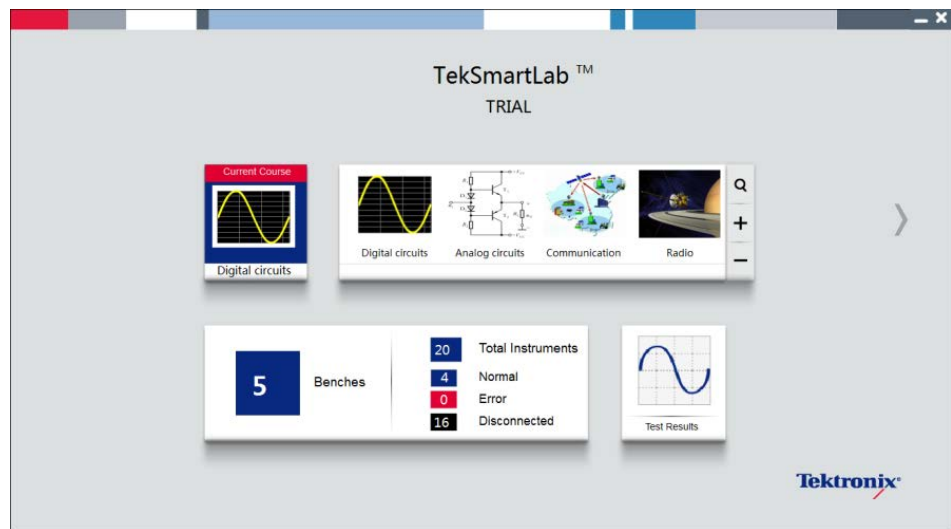 TekSmartLab ™
TRIAL
Current Course
Digital circuits
Digital circuits
Analog circuits
Communication
Radio
5
Benches
20 Total Instruments
4 Normal
0 Error
16 Disconnected
Test Results
Tektronix®